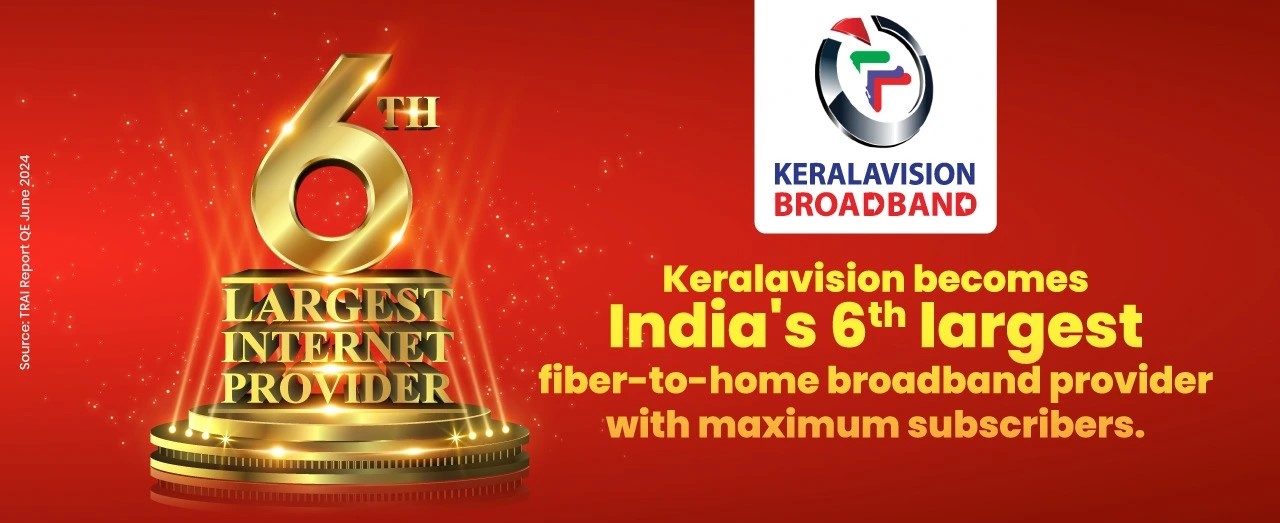 Source: TRAI Report QE June 2024
6TH
LARGEST
INTERNET
PROVIDER
KERALAVISION
BROADBAND
Keralavision becomes
India's 6th largest
fiber-to-home broadband provider
with maximum subscribers.